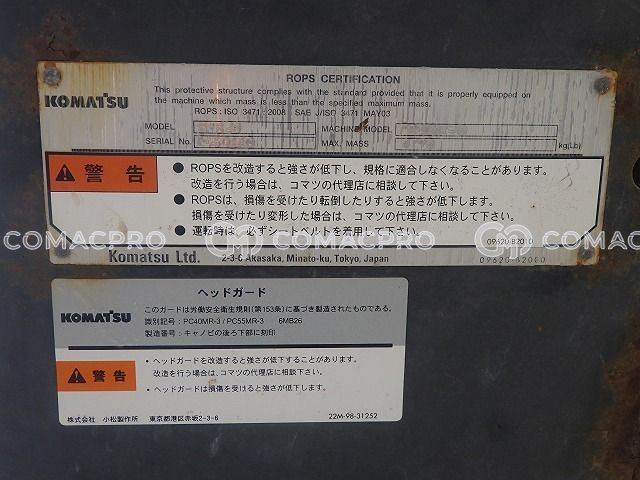 ROPS CERTIFICATION
KOMATSU
This protective structure complies with the standard provided that it is properly equipped on
the machine which mass is less than the specified maximum mass.
ROPS : ISO 3471 : 2008 SAE J/ISO 3471 MAY03
MODEL MACHINE MODEL
SERIAL No. MAX. MASS kg(Lb)
警告
● ROPSを改造すると強さが低下し、規格に適合しなくなることがあります。
改造を行う場合は、コマツの代理店に相談して下さい。
● ROPSは、損傷を受けたり転倒したりすると強さが低下します。
損傷を受けたり変形した場合は、コマツの代理店に相談して下さい。
● 運転時は、必ずシートベルトを着用して下さい。
09620-B2010
COMACPRO COMACPRO COMACPRO
Komatsu Ltd. 2-3-6 Akasaka, Minato-ku, Tokyo, Japan 09620-B2000
ヘッドガード
KOMATSU
このガードは労働安全衛生規則(第153条)に基づき製造されたものである。
識別記号:PC40MR-3 / PC55MR-3 6MB26
製造番号:キャノピの後ろ下部に刻印
警告
・ヘッドガードを改造すると強さが低下することがあります。
改造を行う場合は、コマツの代理店に相談して下さい。
・ヘッドガードは損傷を受けると強さが低下します。
株式会社 小松製作所 東京都港区赤坂2-3-6 22M-98-31252